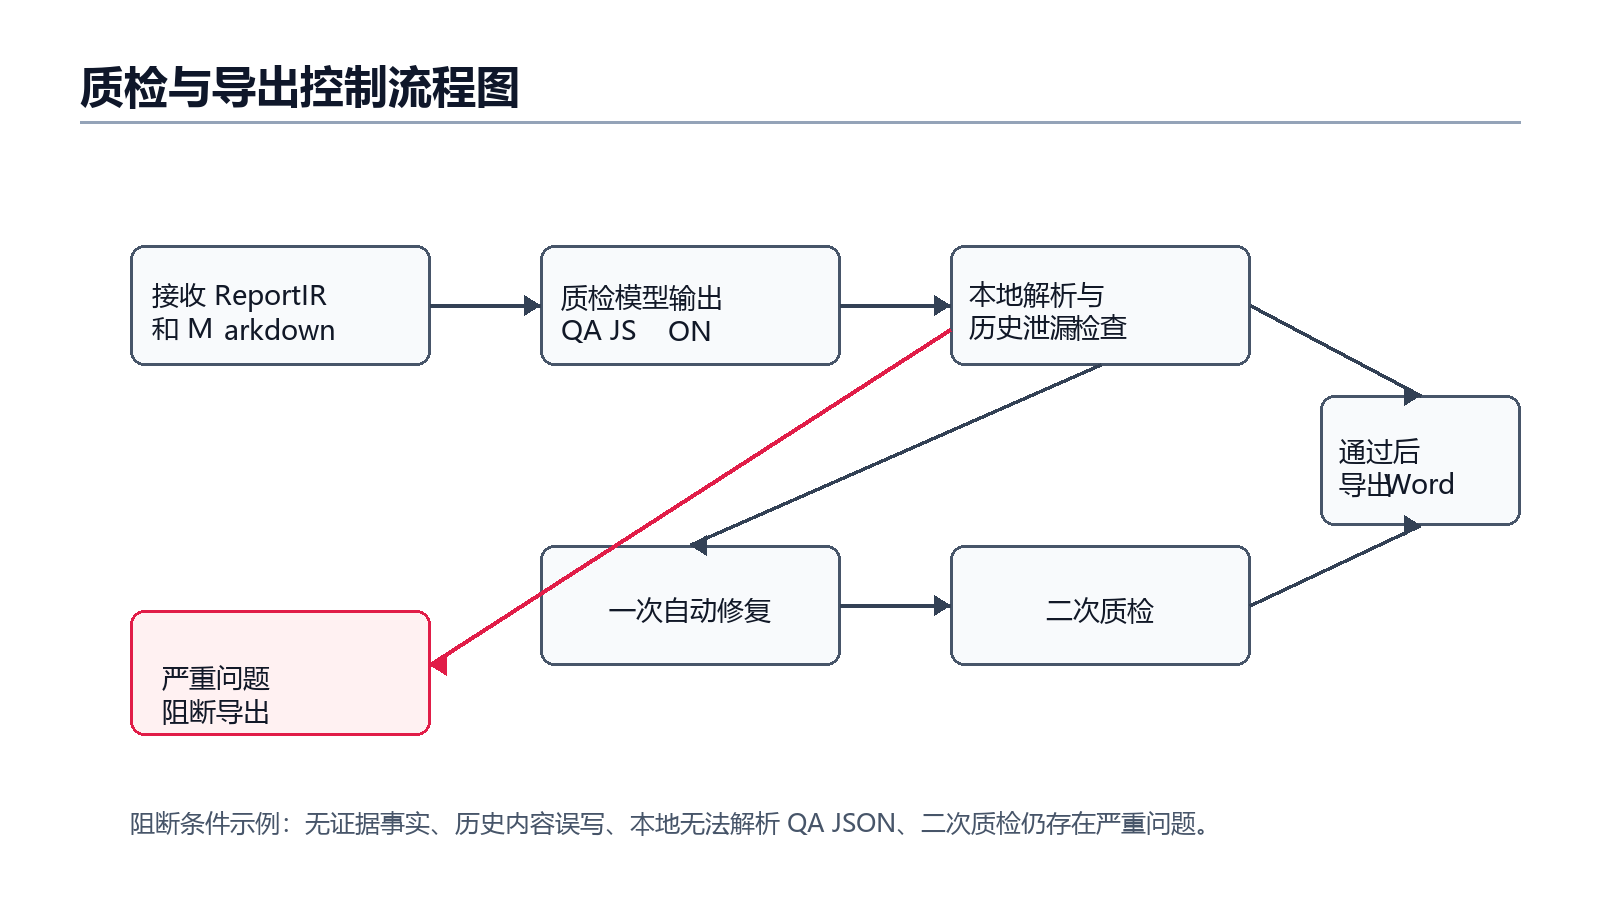 质检与导出控制流程图
接收 ReportIR
和 M arkdown
质检模型输出
QA JS ON
本地解析与
历史泄漏检查
通过后
导出Word
一次自动修复
二次质检
严重问题
阻断导出
阻断条件示例：无证据事实、历史内容误写、本地无法解析 QA JSON、二次质检仍存在严重问题。